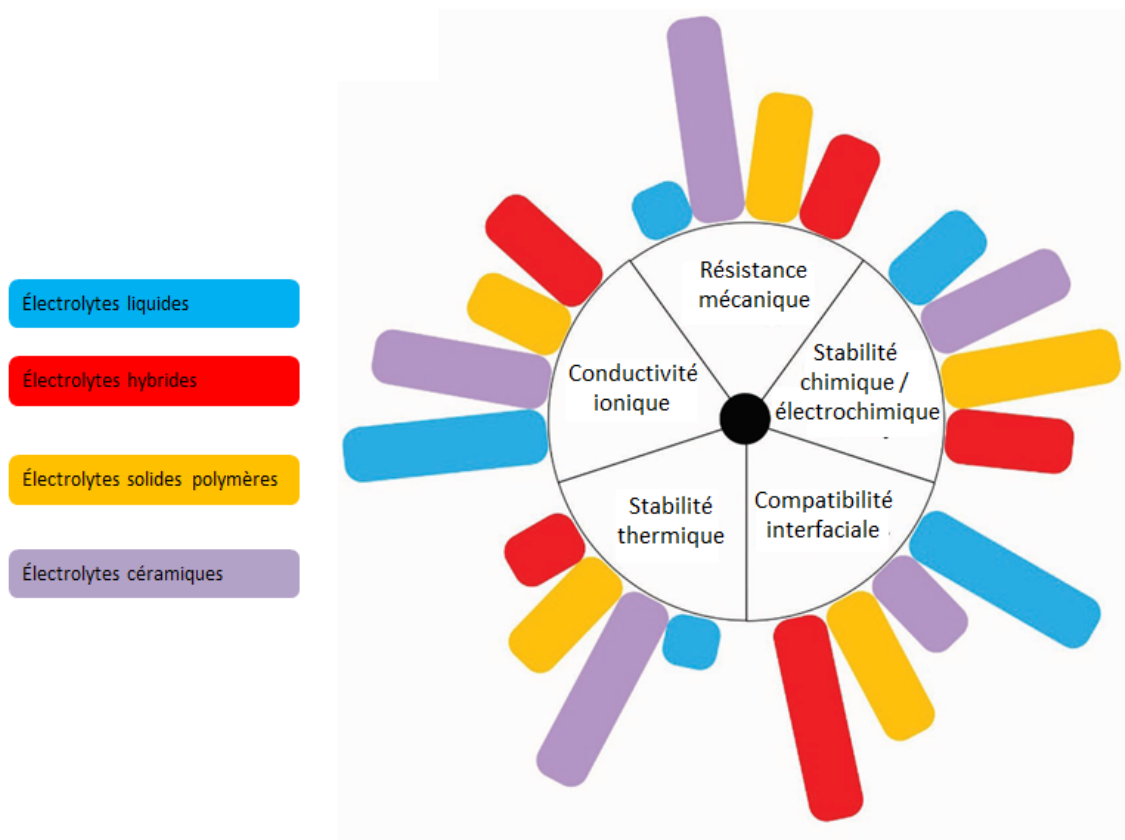 Électrolytes liquides
Électrolytes hybrides
Électrolytes solides polymères
Électrolytes céramiques
Résistance
mécanique
Stabilité
chimique /
électrochimique
Conductivité
ionique
Stabilité
thermique
Compatibilité
interfaciale